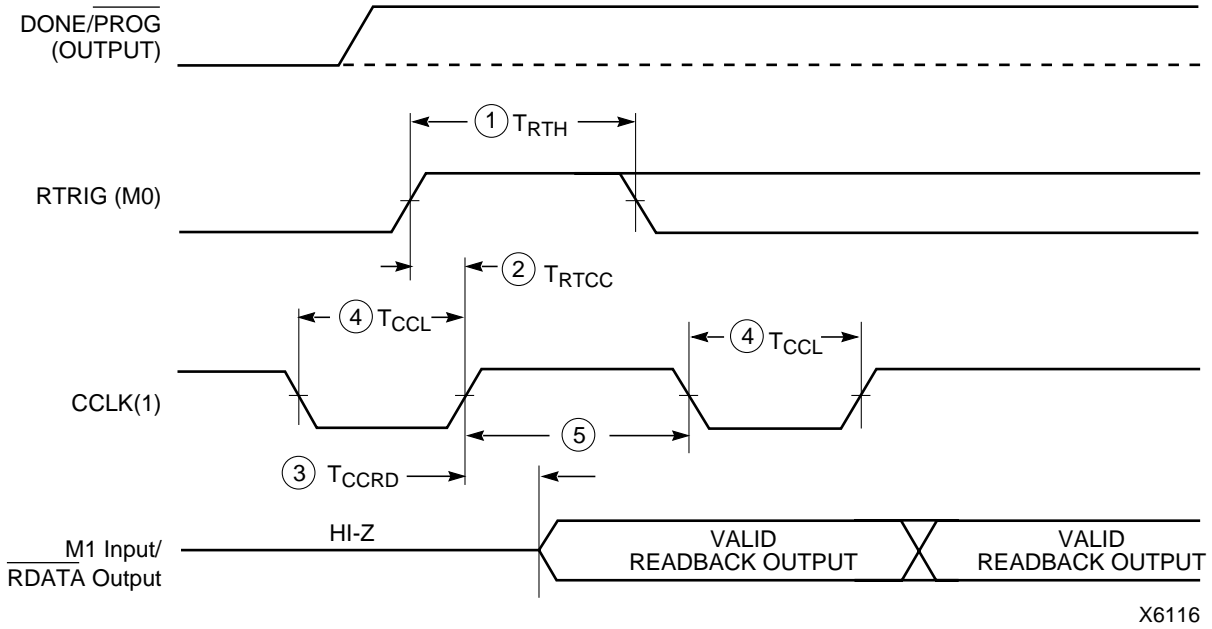 DONE/PROG
(OUTPUT)
1 TRTH
RTRIG (M0)
2 TRTCC
4 TCCL
4 TCCL
CCLK(1)
5
3 TCCRD
HI-Z
M1 Input/
RDATA Output
VALID
READBACK OUTPUT
VALID
READBACK OUTPUT
X6116